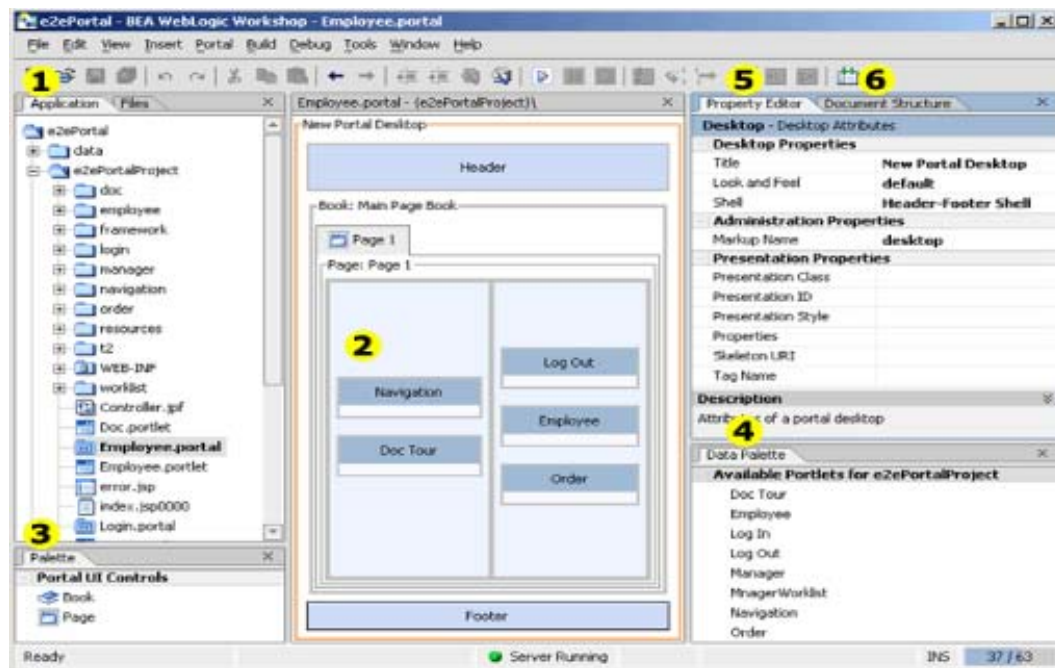 e2ePortal - BEA WebLogic Workshop - Employee.portal
File Edit View Insert Portal Build Debug Tools Window Help
1
5
6
Application Files
e2ePortal
data
e2ePortalProject
doc
employee
framework
login
manager
navigation
order
resources
t2
WEB-INF
worklist
Controller.jpf
Doc.portlet
Employee.portal
Employee.portlet
error.jsp
index.jsp0000
Login.portal
3
Palette
Portal UI Controls
Book
Page
Employee.portal - {e2ePortalProject}\
New Portal Desktop
Header
Book: Main Page Book
Page 1
Page: Page 1
2
Navigation
Doc Tour
Log Out
Employee
Order
Footer
Property Editor Document Structure
Desktop - Desktop Attributes
Desktop Properties
Title New Portal Desktop
Look and Feel default
Shell Header-Footer Shell
Administration Properties
Markup Name desktop
Presentation Properties
Presentation Class
Presentation ID
Presentation Style
Properties
Skeleton URI
Tag Name
Description
Attributes of a portal desktop
4
Data Palette
Available Portlets for e2ePortalProject
Doc Tour
Employee
Log In
Log Out
Manager
MnagerWorklist
Navigation
Order
Ready
Server Running
INS 37 / 63